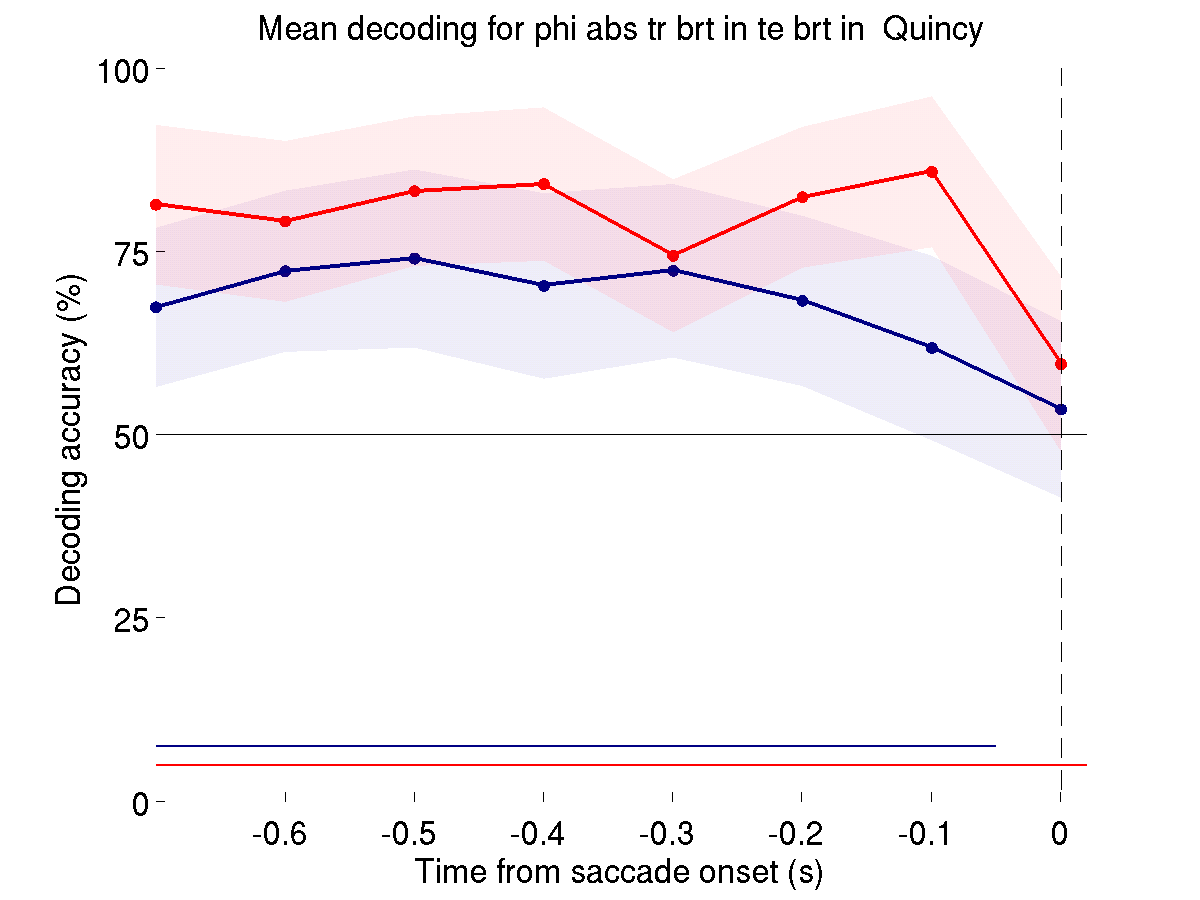 Mean decoding for phi abs tr brt in te brt in  Quincy
100
75
50
25
0
Decoding accuracy (%)
-0.6 -0.5 -0.4 -0.3 -0.2 -0.1 0
Time from saccade onset (s)